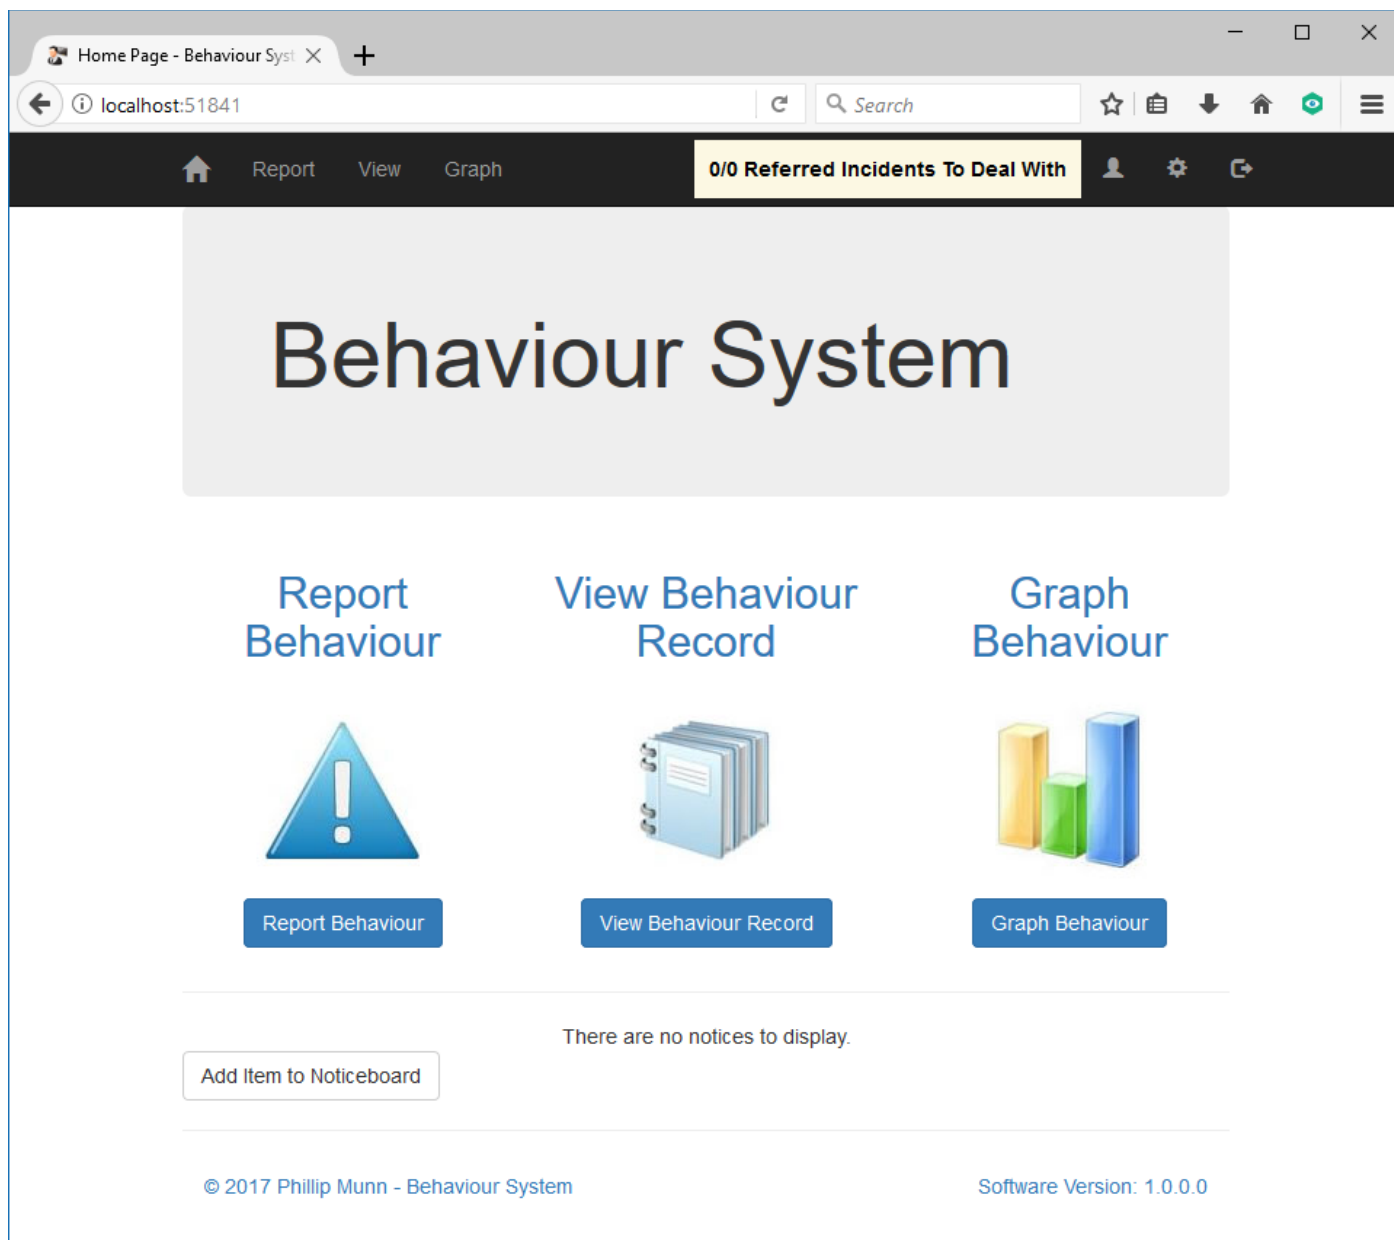 Home Page - Behaviour Syst
localhost:51841
Search
Report View Graph 0/0 Referred Incidents To Deal With
Behaviour System
Report
Behaviour
View Behaviour
Record
Graph
Behaviour
Report Behaviour
View Behaviour Record
Graph Behaviour
There are no notices to display.
Add Item to Noticeboard
© 2017 Phillip Munn - Behaviour System
Software Version: 1.0.0.0